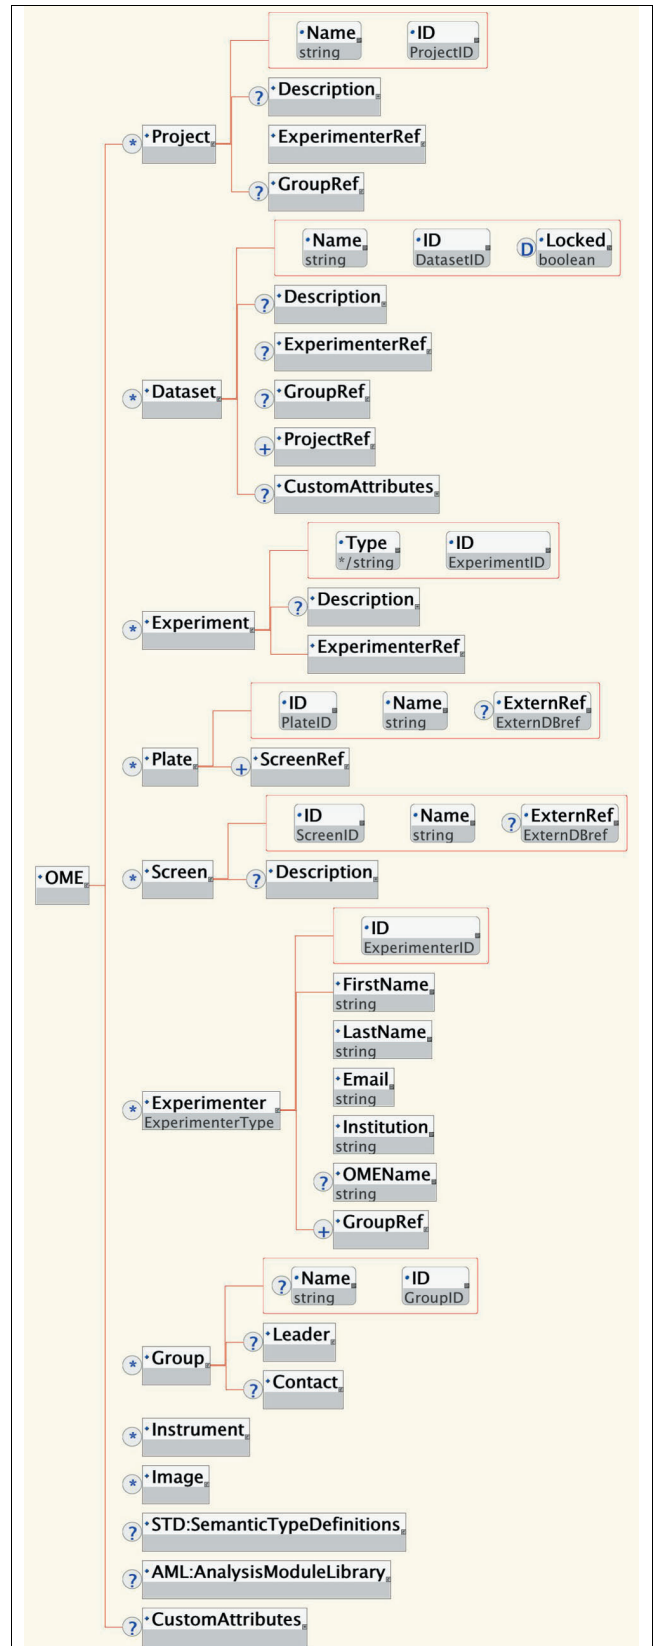 Name ID
string ProjectID
? Description
* Project
ExperimenterRef
? GroupRef
Name ID D Locked
string DatasetID boolean
? Description
? ExperimenterRef
* Dataset
? GroupRef
+ ProjectRef
? CustomAttributes
Type ID
*/string ExperimentID
? Description
* Experiment
ExperimenterRef
ID Name ? ExternRef
PlateID string ExternDBref
* Plate
+ ScreenRef
ID Name ? ExternRef
ScreenID string ExternDBref
OME
* Screen
? Description
ID
ExperimenterID
FirstName
string
LastName
string
Email
string
* Experimenter
ExperimenterType
Institution
string
? OMEName
string
+ GroupRef
? Name ID
string GroupID
? Leader
* Group
? Contact
* Instrument
* Image
? STD:SemanticTypeDefinitions
? AML:AnalysisModuleLibrary
? CustomAttributes